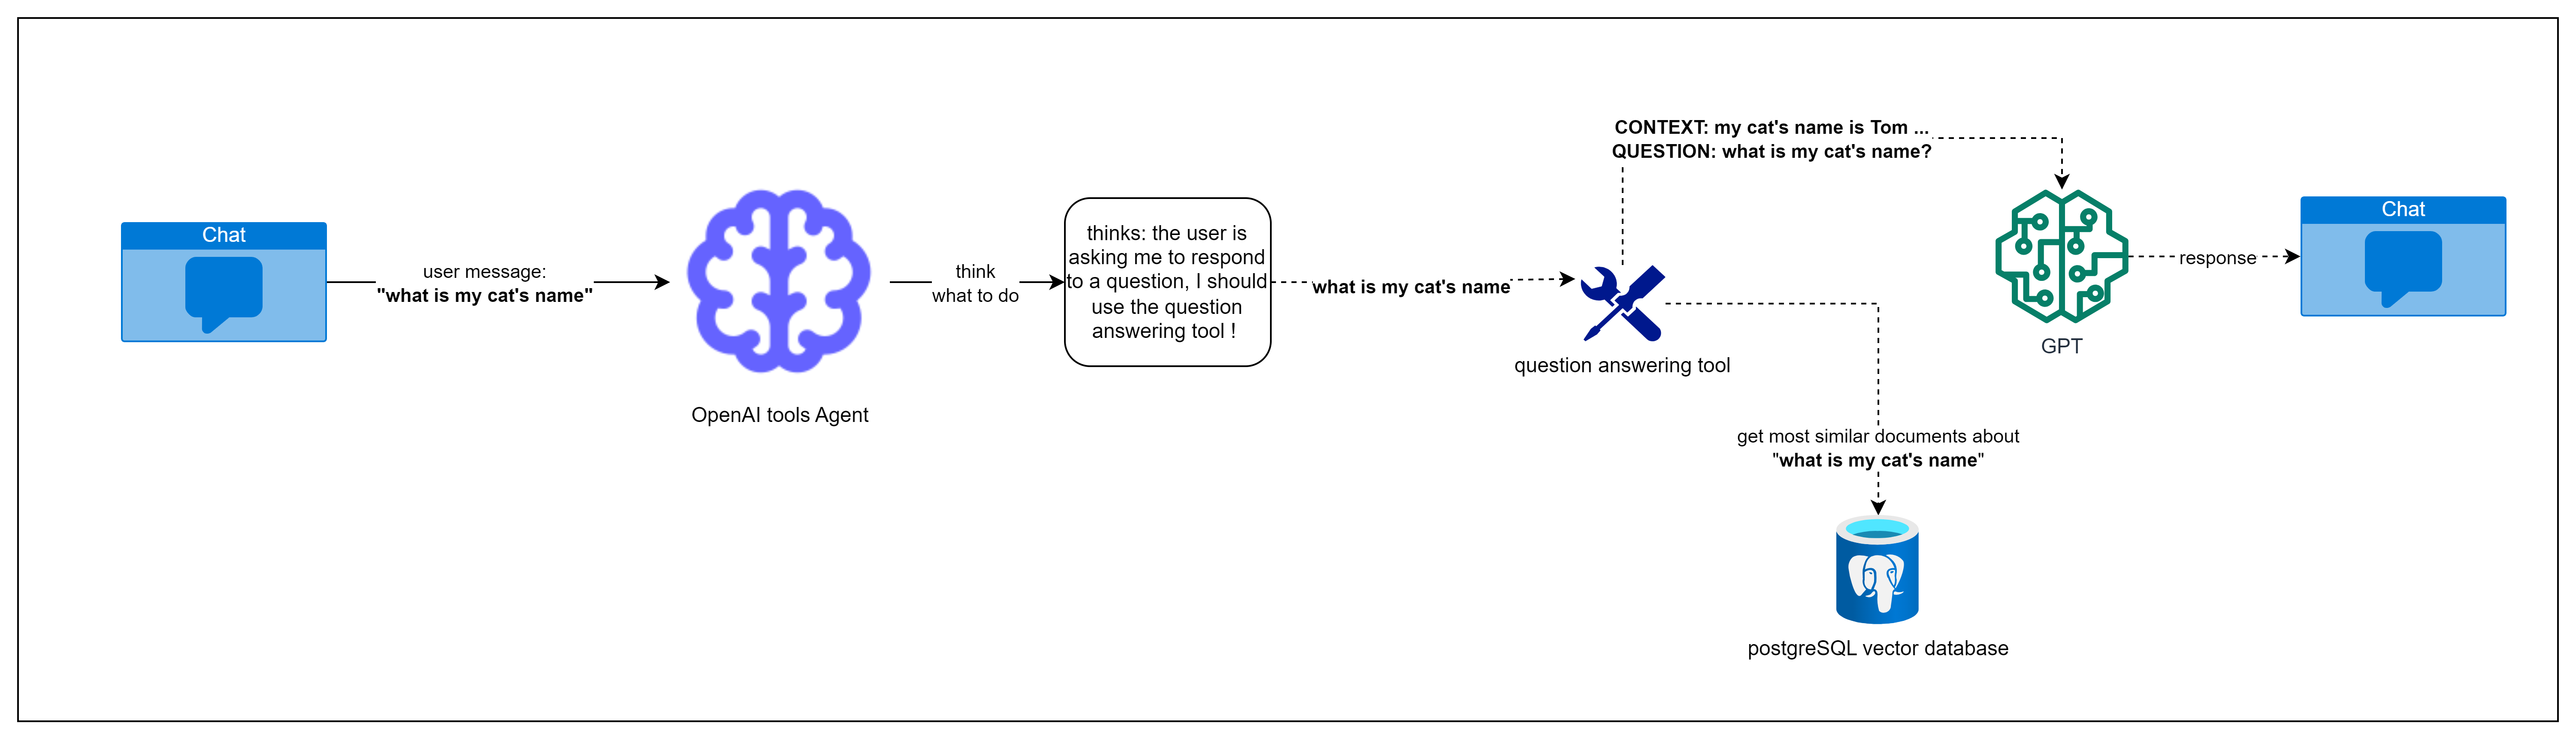 Chat
user message:
"what is my cat's name"
OpenAI tools Agent
think
what to do
thinks: the user is
asking me to respond
to a question, I should
use the question
answering tool !
what is my cat's name
question answering tool
CONTEXT: my cat's name is Tom ...
QUESTION: what is my cat's name?
get most similar documents about
"what is my cat's name"
postgreSQL vector database
GPT
response
Chat